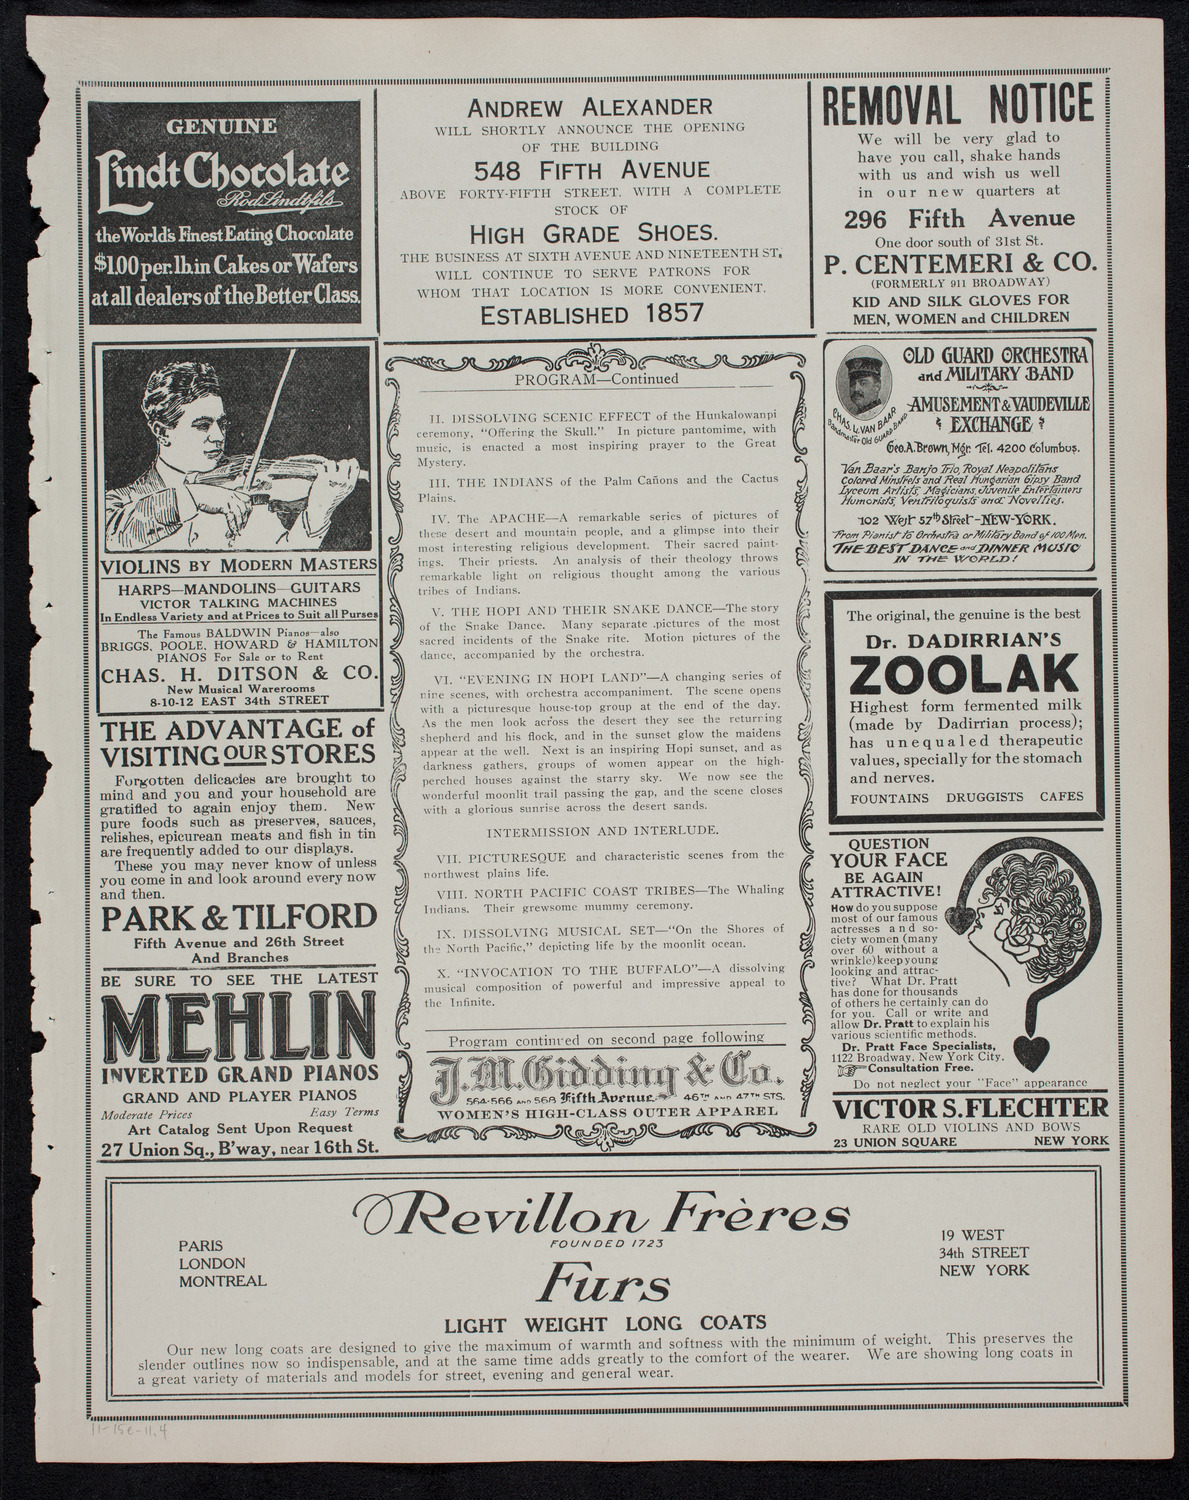 GENUINE
Lindt Chocolate
Rod. Lindt fils
the World's Finest Eating Chocolate
$1.00 per. lb. in Cakes or Wafers
at all dealers of the Better Class.
ANDREW ALEXANDER
WILL SHORTLY ANNOUNCE THE OPENING
OF THE BUILDING
548 FIFTH AVENUE
ABOVE FORTY-FIFTH STREET, WITH A COMPLETE
STOCK OF
HIGH GRADE SHOES.
THE BUSINESS AT SIXTH AVENUE AND NINETEENTH ST.
WILL CONTINUE TO SERVE PATRONS FOR
WHOM THAT LOCATION IS MORE CONVENIENT.
ESTABLISHED 1857
REMOVAL NOTICE
We will be very glad to
have you call, shake hands
with us and wish us well
in our new quarters at
296 Fifth Avenue
One door south of 31st St.
P. CENTEMERI & CO.
(FORMERLY 911 BROADWAY)
KID AND SILK GLOVES FOR
MEN, WOMEN and CHILDREN
VIOLINS BY MODERN MASTERS
HARPS—MANDOLINS—GUITARS
VICTOR TALKING MACHINES
In Endless Variety and at Prices to Suit all Purses
The Famous BALDWIN Pianos—also
BRIGGS, POOLE, HOWARD & HAMILTON
PIANOS For Sale or to Rent
CHAS. H. DITSON & CO.
New Musical Warerooms
8-10-12 EAST 34th STREET
THE ADVANTAGE of
VISITING OUR STORES
Forgotten delicacies are brought to
mind and you and your household are
gratified to again enjoy them. New
pure foods such as preserves, sauces,
relishes, epicurean meats and fish in tin
are frequently added to our displays.
These you may never know of unless
you come in and look around every now
and then.
PARK & TILFORD
Fifth Avenue and 26th Street
And Branches
BE SURE TO SEE THE LATEST
MEHLIN
INVERTED GRAND PIANOS
GRAND AND PLAYER PIANOS
Moderate Prices Easy Terms
Art Catalog Sent Upon Request
27 Union Sq., B'way, near 16th St.
PROGRAM—Continued
II. DISSOLVING SCENIC EFFECT of the Hunkalowanpi
ceremony, "Offering the Skull." In picture pantomime, with
music, is enacted a most inspiring prayer to the Great
Mystery.
III. THE INDIANS of the Palm Cañons and the Cactus
Plains.
IV. The APACHE—A remarkable series of pictures of
these desert and mountain people, and a glimpse into their
most interesting religious development. Their sacred paint-
ings. Their priests. An analysis of their theology throws
remarkable light on religious thought among the various
tribes of Indians.
V. THE HOPI AND THEIR SNAKE DANCE—The story
of the Snake Dance. Many separate .pictures of the most
sacred incidents of the Snake rite. Motion pictures of the
dance, accompanied by the orchestra.
VI. "EVENING IN HOPI LAND"—A changing series of
nine scenes, with orchestra accompaniment. The scene opens
with a picturesque house-top group at the end of the day.
As the men look across the desert they see the returning
shepherd and his flock, and in the sunset glow the maidens
appear at the well. Next is an inspiring Hopi sunset, and as
darkness gathers, groups of women appear on the high-
perched houses against the starry sky. We now see the
wonderful moonlit trail passing the gap, and the scene closes
with a glorious sunrise across the desert sands.
INTERMISSION AND INTERLUDE.
VII. PICTURESQUE and characteristic scenes from the
northwest plains life.
VIII. NORTH PACIFIC COAST TRIBES—The Whaling
Indians. Their grewsome mummy ceremony.
IX. DISSOLVING MUSICAL SET—"On the Shores of
the North Pacific," depicting life by the moonlit ocean.
X. "INVOCATION TO THE BUFFALO"—A dissolving
musical composition of powerful and impressive appeal to
the Infinite.
Program continued on second page following
J. M. Gidding & Co.
564-566 AND 568 Fifth Avenue 46TH AND 47TH STS.
WOMEN'S HIGH-CLASS OUTER APPAREL
OLD GUARD ORCHESTRA
and MILITARY BAND
AMUSEMENT & VAUDEVILLE
EXCHANGE
CHAS. L. VAN BAAR
Bandmaster Old Guard Band
Geo. A. Brown, Mgr. Tel. 4200 Columbus.
Van Baar's Banjo Trio, Royal Neapolitans
Colored Minstrels and Real Hungarian Gipsy Band
Lyceum Artists, Magicians, Juvenile Entertainers
Humorists, Ventriloquists and Novelties.
102 West 57th Street-NEW-YORK.
From Pianist to Orchestra or Military Band of 100 Men.
THE BEST DANCE and DINNER MUSIC
IN THE WORLD!
The original, the genuine is the best
Dr. DADIRRIAN'S
ZOOLAK
Highest form fermented milk
(made by Dadirrian process);
has unequaled therapeutic
values, specially for the stomach
and nerves.
FOUNTAINS DRUGGISTS CAFES
QUESTION
YOUR FACE
BE AGAIN
ATTRACTIVE!
How do you suppose
most of our famous
actresses and so-
ciety women (many
over 60 without a
wrinkle) keep young
looking and attrac-
tive? What Dr. Pratt
has done for thousands
of others he certainly can do
for you. Call or write and
allow Dr. Pratt to explain his
various scientific methods.
Dr. Pratt Face Specialists,
1122 Broadway, New York City.
Consultation Free.
Do not neglect your "Face" appearance
VICTOR S. FLECHTER
RARE OLD VIOLINS AND BOWS
23 UNION SQUARE NEW YORK
Revillon Frères
FOUNDED 1723
PARIS
LONDON
MONTREAL
19 WEST
34th STREET
NEW YORK
Furs
LIGHT WEIGHT LONG COATS
Our new long coats are designed to give the maximum of warmth and softness with the minimum of weight. This preserves the
slender outlines now so indispensable, and at the same time adds greatly to the comfort of the wearer. We are showing long coats in
a great variety of materials and models for street, evening and general wear.
11-15e-11.4